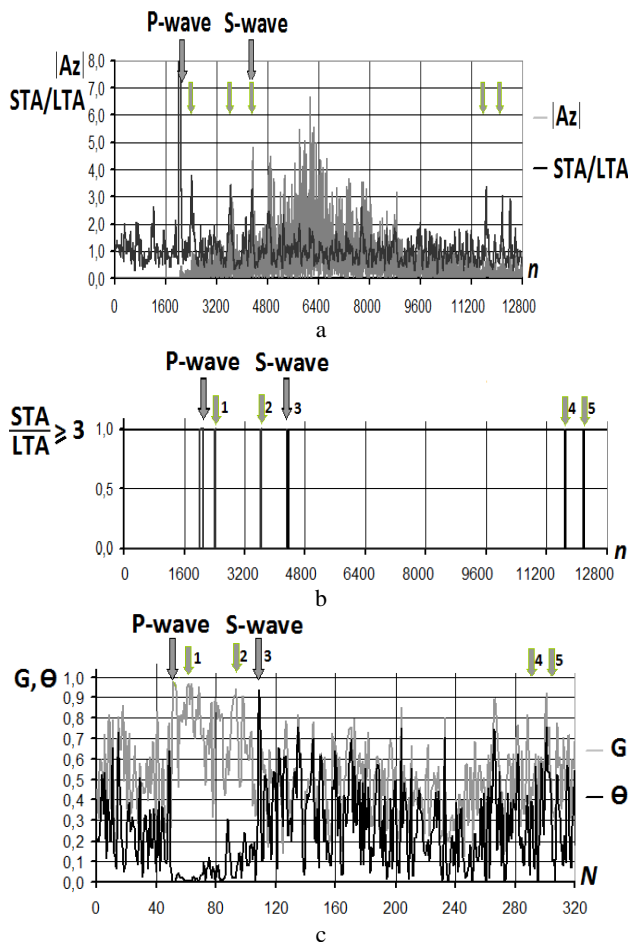 P-wave S-wave
|Az| 8,0
STA/LTA 7,0
6,0
5,0
4,0
3,0
2,0
1,0
0,0
|Az|
STA/LTA
n
0 1600 3200 4800 6400 8000 9600 11200 12800
a
P-wave S-wave
1 2 3 4 5
STA/LTA ⩾ 3
1,0
0,5
0,0
n
0 1600 3200 4800 6400 8000 9600 11200 12800
b
P-wave S-wave
1 2 3 4 5
G, Θ 1,0
0,9
0,8
0,7
0,6
0,5
0,4
0,3
0,2
0,1
0,0
G
Θ
N
0 40 80 120 160 200 240 280 320
c